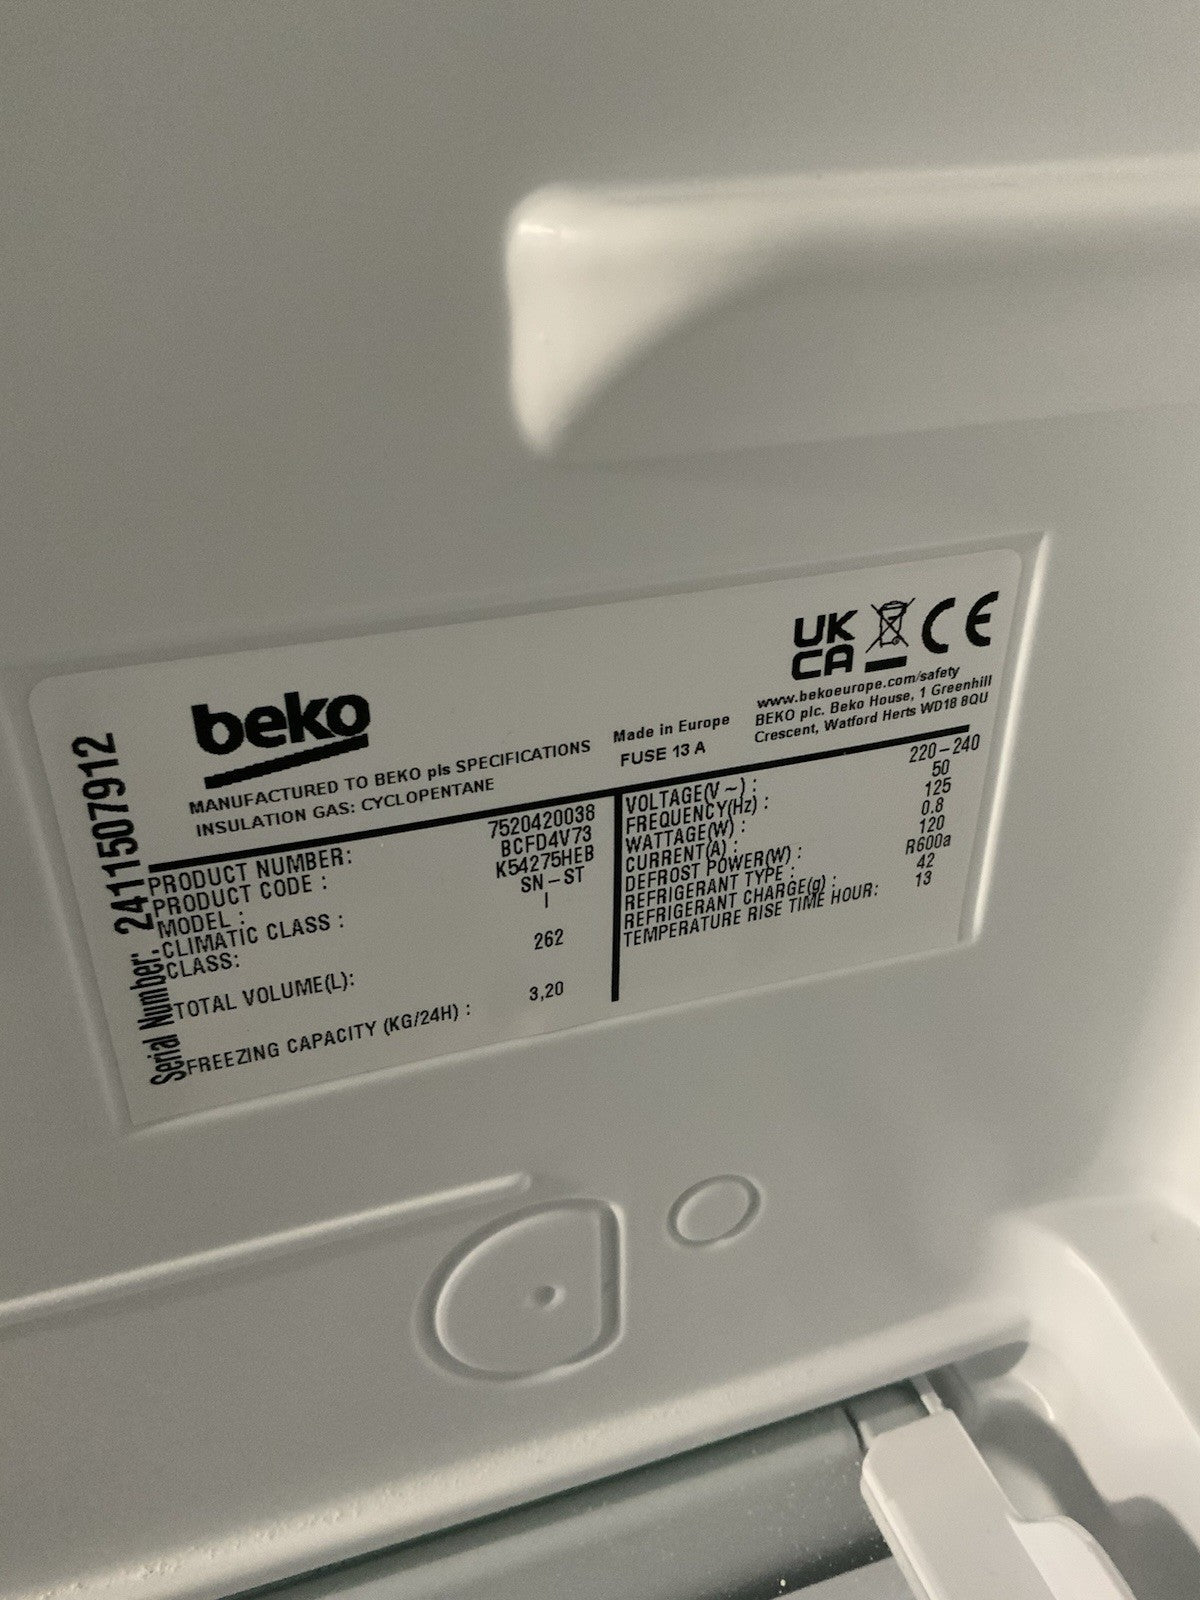 beko
UK
CA
CE
www.bekoeurope.com/safety
BEKO plc. Beko House, 1 Greenhill
Crescent, Watford Herts WD18 8QU
MANUFACTURED TO BEKO pls SPECIFICATIONS
INSULATION GAS: CYCLOPENTANE
Made in Europe
FUSE 13 A
Serial Number: 2411507912
PRODUCT NUMBER: 7520420038
PRODUCT CODE : BCFD4V73
MODEL : K54275HEB
CLIMATIC CLASS : SN-ST
CLASS: I
TOTAL VOLUME(L): 262
FREEZING CAPACITY (KG/24H) : 3,20
VOLTAGE(V ~) : 220-240
FREQUENCY(Hz) : 50
WATTAGE(W) : 125
CURRENT(A) : 0.8
DEFROST POWER(W) : 120
REFRIGERANT TYPE : R600a
REFRIGERANT CHARGE(g) : 42
TEMPERATURE RISE TIME HOUR: 13